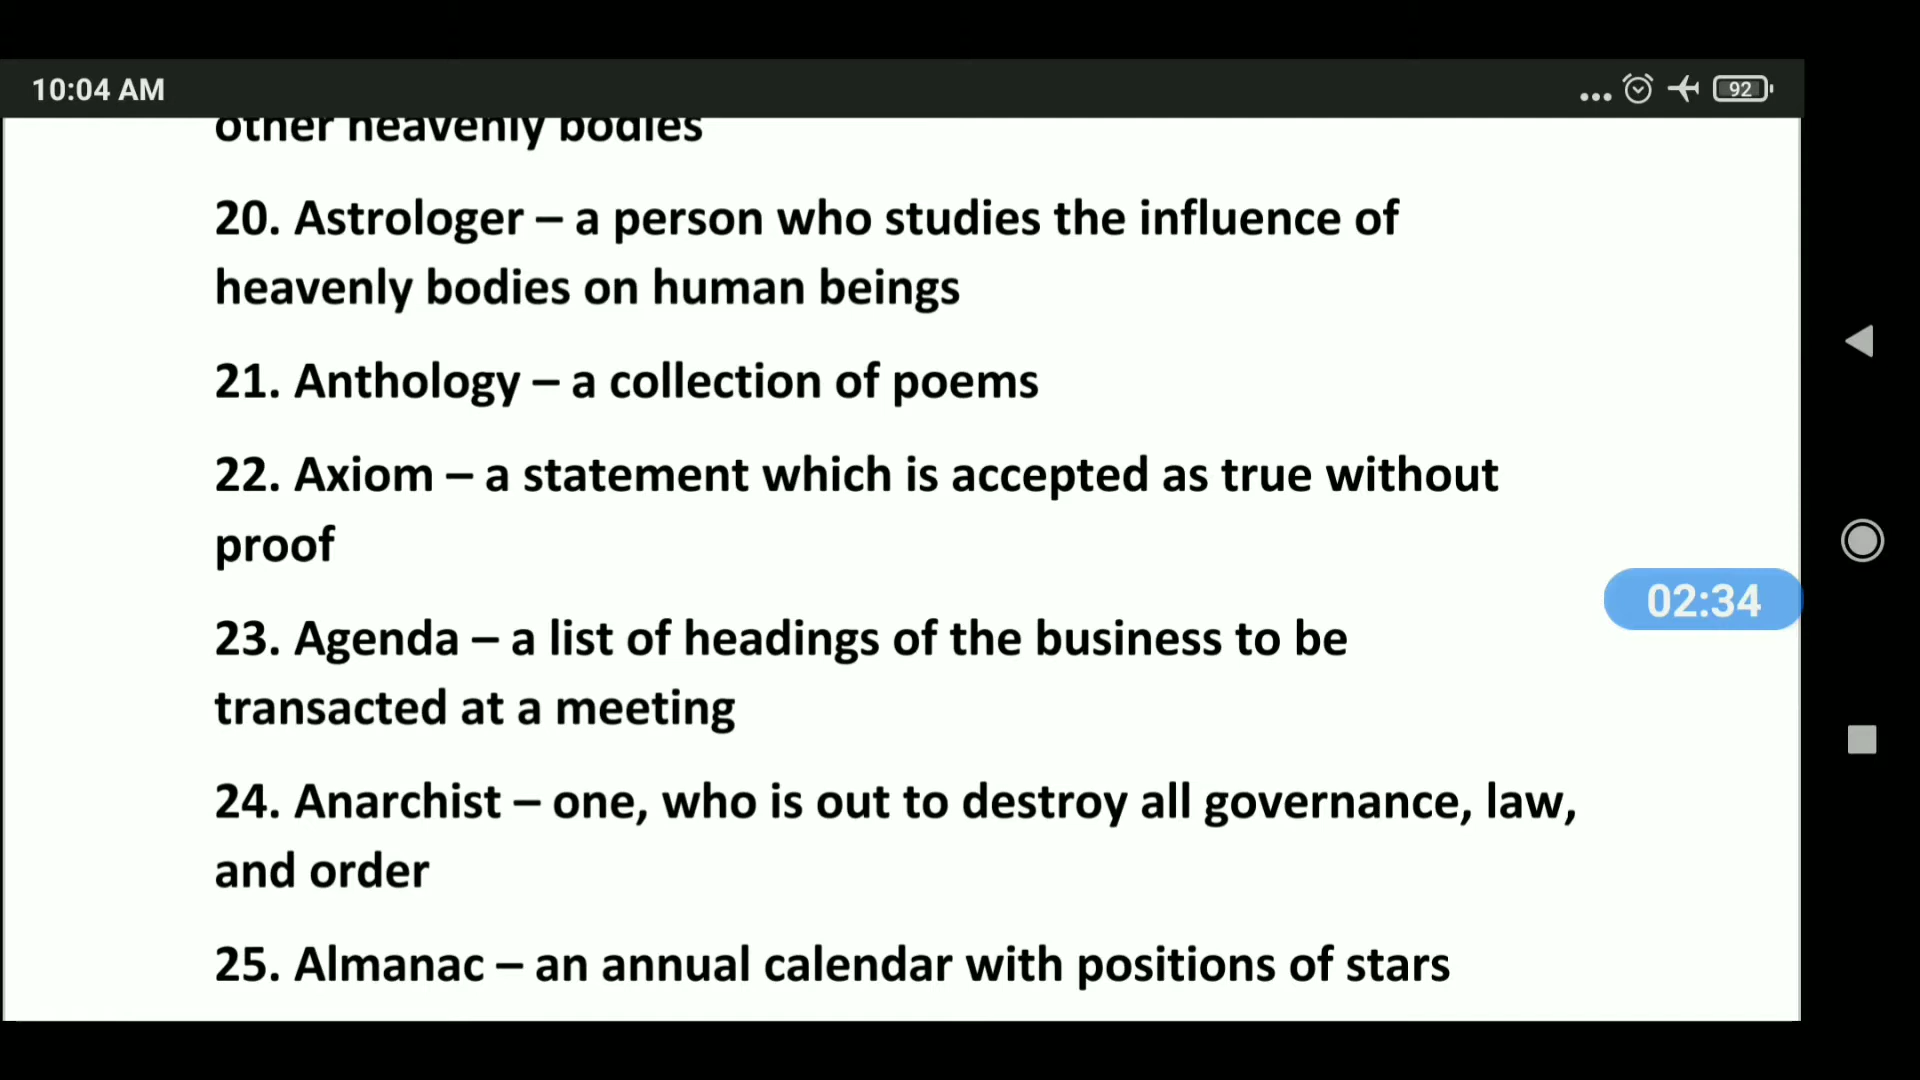 10:04 AM
92
other heavenly bodies
20. Astrologer – a person who studies the influence of
heavenly bodies on human beings
21. Anthology – a collection of poems
22. Axiom – a statement which is accepted as true without
proof
02:34
23. Agenda – a list of headings of the business to be
transacted at a meeting
24. Anarchist – one, who is out to destroy all governance, law,
and order
25. Almanac – an annual calendar with positions of stars